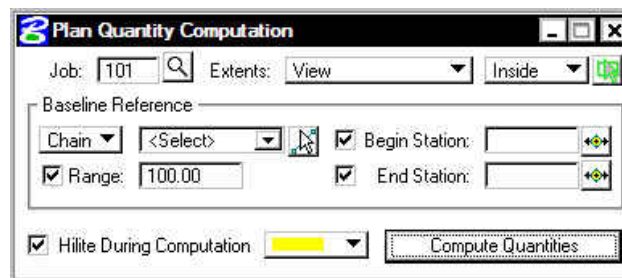 Plan Quantity Computation
Job: 101 Extents: View Inside
Baseline Reference
Chain <Select> Begin Station:
Range: 100.00 End Station:
Hilite During Computation Compute Quantities